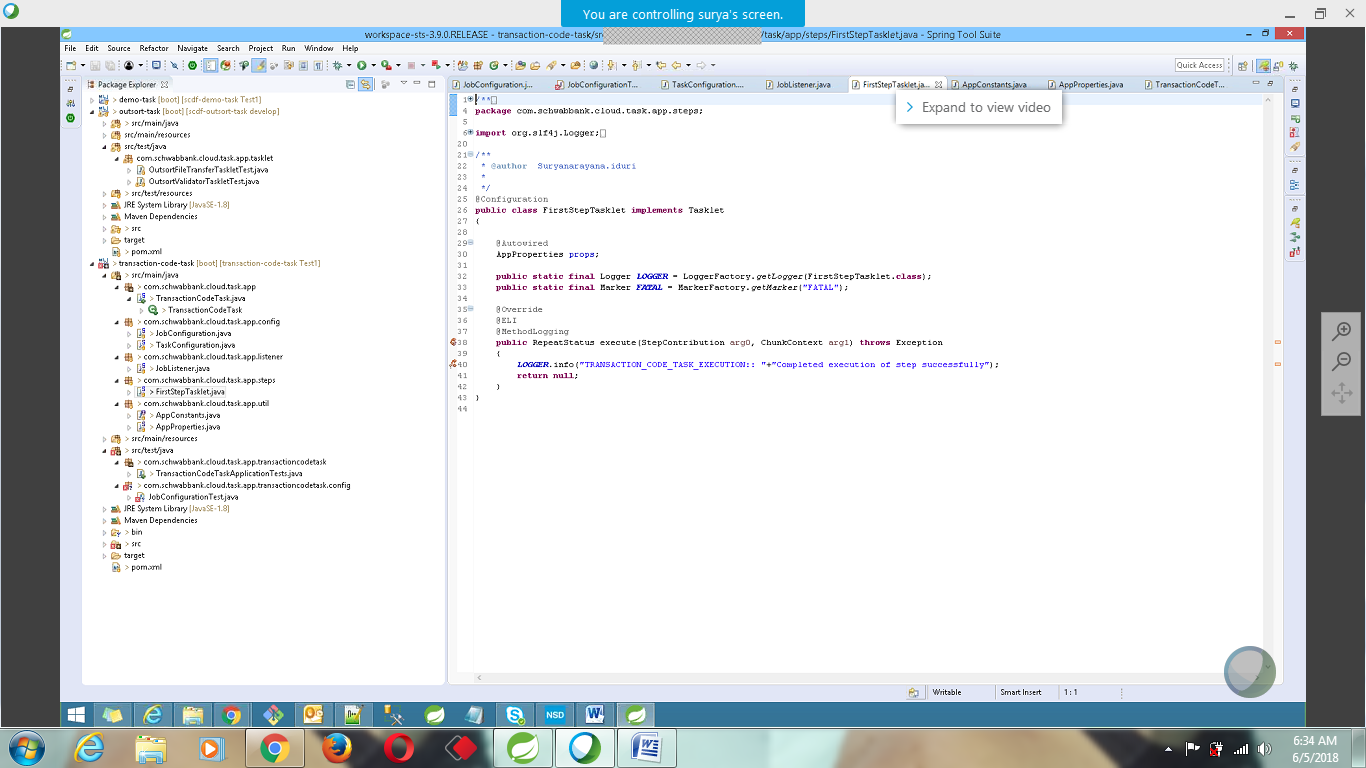 You are controlling surya's screen.
workspace-sts-3.9.0.RELEASE - transaction-code-task/sr /task/app/steps/FirstStepTasklet.java - Spring Tool Suite
File Edit Source Refactor Navigate Search Project Run Window Help
Quick Access
Package Explorer
JobConfiguration.j... JobConfigurationT... TaskConfiguration.... JobListener.java FirstStepTasklet.ja... AppConstants.java AppProperties.java TransactionCodeT...
Expand to view video
> demo-task [boot] [scdf-demo-task Test1]
> outsort-task [boot] [scdf-outsort-task develop]
> src/main/java
> src/main/resources
> src/test/java
com.schwabbank.cloud.task.app.tasklet
OutsortFileTransferTaskletTest.java
OutsortValidatorTaskletTest.java
> src/test/resources
JRE System Library [JavaSE-1.8]
Maven Dependencies
> src
target
> pom.xml
> transaction-code-task [boot] [transaction-code-task Test1]
> src/main/java
> com.schwabbank.cloud.task.app
> TransactionCodeTask.java
> TransactionCodeTask
> com.schwabbank.cloud.task.app.config
> JobConfiguration.java
> TaskConfiguration.java
> com.schwabbank.cloud.task.app.listener
> JobListener.java
> com.schwabbank.cloud.task.app.steps
> FirstStepTasklet.java
> com.schwabbank.cloud.task.app.util
> AppConstants.java
> AppProperties.java
> src/main/resources
> src/test/java
> com.schwabbank.cloud.task.app.transactioncodetask
> TransactionCodeTaskApplicationTests.java
> com.schwabbank.cloud.task.app.transactioncodetask.config
JobConfigurationTest.java
JRE System Library [JavaSE-1.8]
Maven Dependencies
> bin
> src
target
> pom.xml
1 /**
4 package com.schwabbank.cloud.task.app.steps;
5
6 import org.slf4j.Logger;
20
21 /**
22 * @author Suryanarayana.iduri
23 *
24 */
25 @Configuration
26 public class FirstStepTasklet implements Tasklet
27 {
28
29 @Autowired
30 AppProperties props;
31
32 public static final Logger LOGGER = LoggerFactory.getLogger(FirstStepTasklet.class);
33 public static final Marker FATAL = MarkerFactory.getMarker("FATAL");
34
35 @Override
36 @ELI
37 @MethodLogging
38 public RepeatStatus execute(StepContribution arg0, ChunkContext arg1) throws Exception
39 {
40 LOGGER.info("TRANSACTION_CODE_TASK_EXECUTION:: "+"Completed execution of step successfully");
41 return null;
42 }
43 }
44
Writable Smart Insert 1 : 1
NSD
6:34 AM
6/5/2018